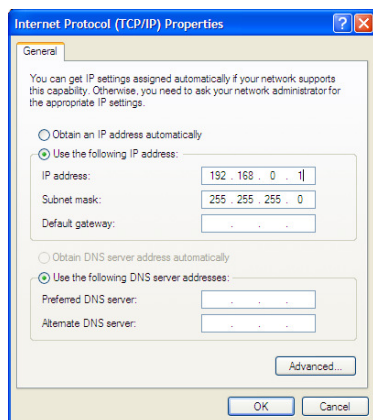 Internet Protocol (TCP/IP) Properties
General
You can get IP settings assigned automatically if your network supports
this capability. Otherwise, you need to ask your network administrator for
the appropriate IP settings.
Obtain an IP address automatically
Use the following IP address:
IP address: 192 . 168 . 0 . 1
Subnet mask: 255 . 255 . 255 . 0
Default gateway: . . .
Obtain DNS server address automatically
Use the following DNS server addresses:
Preferred DNS server: . . .
Alternate DNS server: . . .
Advanced...
OK Cancel